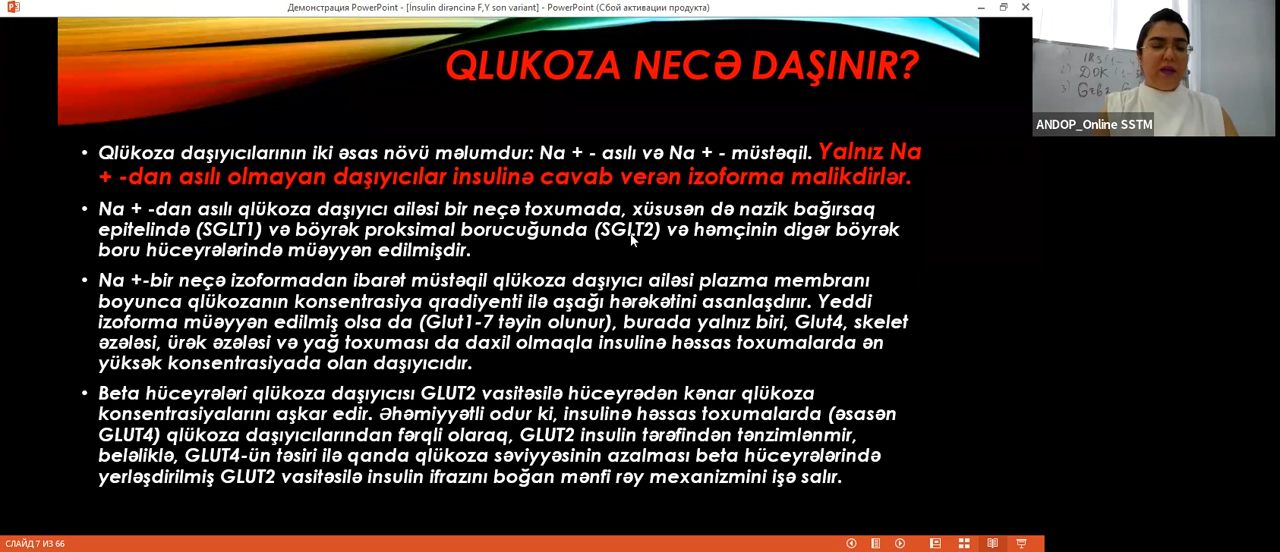 Демонстрация PowerPoint - [İnsulin dirəncinə F,Y son variant] - PowerPoint (Сбой активации продукта)
QLUKOZA NECƏ DAŞINIR?
• Qlükoza daşıyıcılarının iki əsas növü məlumdur: Na + - asılı və Na + - müstəqil. Yalnız Na
+ -dan asılı olmayan daşıyıcılar insulinə cavab verən izoforma malikdirlər.
• Na + -dan asılı qlükoza daşıyıcı ailəsi bir neçə toxumada, xüsusən də nazik bağırsaq
epitelində (SGLT1) və böyrək proksimal borucuğunda (SGLT2) və həmçinin digər böyrək
boru hüceyrələrində müəyyən edilmişdir.
• Na +-bir neçə izoformadan ibarət müstəqil qlükoza daşıyıcı ailəsi plazma membranı
boyunca qlükozanın konsentrasiya qradiyenti ilə aşağı hərəkətini asanlaşdırır. Yeddi
izoforma müəyyən edilmiş olsa da (Glut1-7 təyin olunur), burada yalnız biri, Glut4, skelet
əzələsi, ürək əzələsi və yağ toxuması da daxil olmaqla insulinə həssas toxumalarda ən
yüksək konsentrasiyada olan daşıyıcıdır.
• Beta hüceyrələri qlükoza daşıyıcısı GLUT2 vasitəsilə hüceyrədən kənar qlükoza
konsentrasiyalarını aşkar edir. Əhəmiyyətli odur ki, insulinə həssas toxumalarda (əsasən
GLUT4) qlükoza daşıyıcılarından fərqli olaraq, GLUT2 insulin tərəfindən tənzimlənmir,
beləliklə, GLUT4-ün təsiri ilə qanda qlükoza səviyyəsinin azalması beta hüceyrələrində
yerləşdirilmiş GLUT2 vasitəsilə insulin ifrazını boğan mənfi rəy mexanizmini işə salır.
ANDOP_Online SSTM
СЛАЙД 7 ИЗ 66